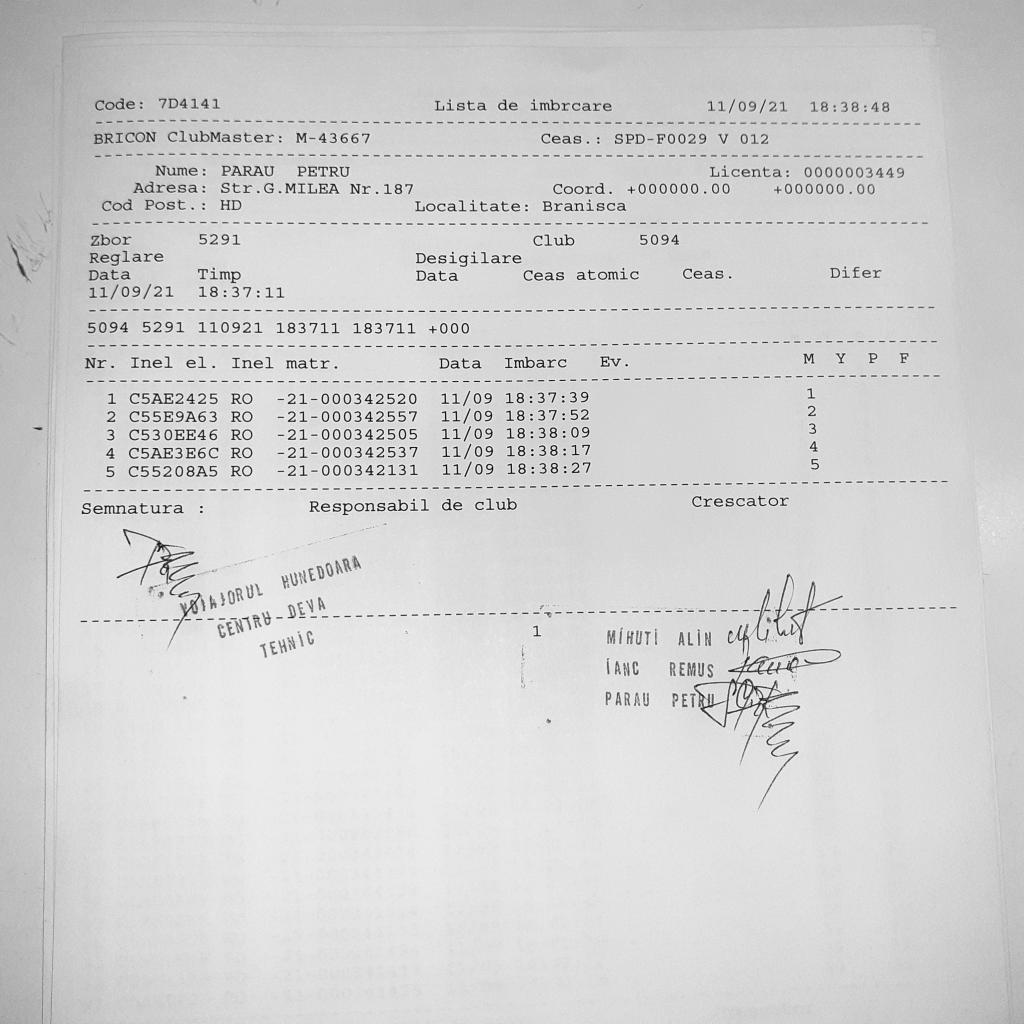 Code: 7D4141 Lista de imbrcare 11/09/21 18:38:48
BRICON ClubMaster: M-43667 Ceas.: SPD-F0029 V 012
Nume: PARAU PETRU Licenta: 0000003449
Adresa: Str.G.MILEA Nr.187 Coord. +000000.00 +000000.00
Cod Post.: HD Localitate: Branisca
Zbor 5291 Club 5094
Reglare Desigilare
Data Timp Data Ceas atomic Ceas. Difer
11/09/21 18:37:11
5094 5291 110921 183711 183711 +000
Nr. Inel el. Inel matr. Data Imbarc Ev. M Y P F
1 C5AE2425 RO -21-000342520 11/09 18:37:39 1
2 C55E9A63 RO -21-000342557 11/09 18:37:52 2
3 C530EE46 RO -21-000342505 11/09 18:38:09 3
4 C5AE3E6C RO -21-000342537 11/09 18:38:17 4
5 C55208A5 RO -21-000342131 11/09 18:38:27 5
Semnatura : Responsabil de club Crescator
VOIAJORUL HUNEDOARA
CENTRU DEVA
TEHNIC
1
MIHUTI ALIN
IANC REMUS
PARAU PETRU